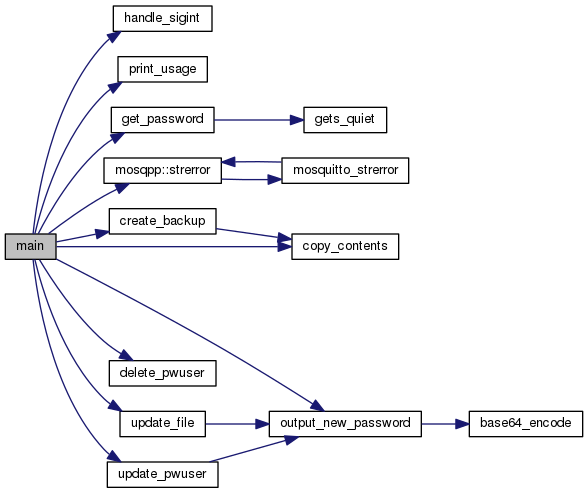 handle_sigint
print_usage
get_password
gets_quiet
mosqpp::strerror
mosquitto_strerror
create_backup
main
copy_contents
delete_pwuser
update_file
output_new_password
base64_encode
update_pwuser